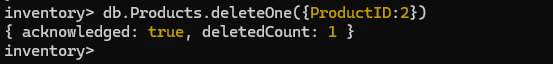 inventory> db.Products.deleteOne({ProductID:2})
{ acknowledged: true, deletedCount: 1 }
inventory>